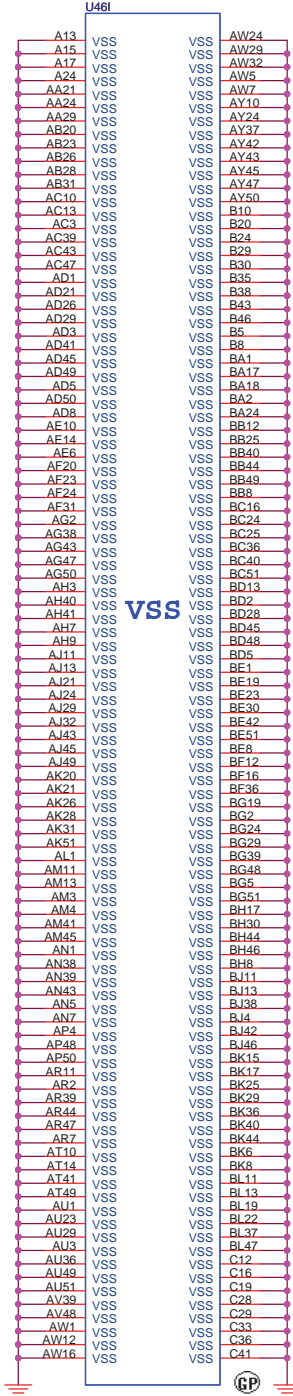 U46I
A13 VSS VSS AW24
A15 VSS VSS AW29
A17 VSS VSS AW32
A24 VSS VSS AW5
AA21 VSS VSS AW7
AA24 VSS VSS AY10
AA29 VSS VSS AY24
AB20 VSS VSS AY37
AB23 VSS VSS AY42
AB26 VSS VSS AY43
AB28 VSS VSS AY45
AB31 VSS VSS AY47
AC10 VSS VSS AY50
AC13 VSS VSS B10
AC3 VSS VSS B20
AC39 VSS VSS B24
AC43 VSS VSS B29
AC47 VSS VSS B30
AD1 VSS VSS B35
AD21 VSS VSS B38
AD26 VSS VSS B43
AD29 VSS VSS B46
AD3 VSS VSS B5
AD41 VSS VSS B8
AD45 VSS VSS BA1
AD49 VSS VSS BA17
AD5 VSS VSS BA18
AD50 VSS VSS BA2
AD8 VSS VSS BA24
AE10 VSS VSS BB12
AE14 VSS VSS BB25
AE6 VSS VSS BB40
AF20 VSS VSS BB44
AF23 VSS VSS BB49
AF24 VSS VSS BB8
AF31 VSS VSS BC16
AG2 VSS VSS BC24
AG38 VSS VSS BC25
AG43 VSS VSS BC36
AG47 VSS VSS BC40
AG50 VSS VSS BC51
AH3 VSS VSS BD13
AH40 VSS VSS VSS BD2
AH41 VSS VSS BD28
AH7 VSS VSS BD45
AH9 VSS VSS BD48
AJ11 VSS VSS BD5
AJ13 VSS VSS BE1
AJ21 VSS VSS BE19
AJ24 VSS VSS BE23
AJ29 VSS VSS BE30
AJ32 VSS VSS BE42
AJ43 VSS VSS BE51
AJ45 VSS VSS BE8
AJ49 VSS VSS BF12
AK20 VSS VSS BF16
AK21 VSS VSS BF36
AK26 VSS VSS BG19
AK28 VSS VSS BG2
AK31 VSS VSS BG24
AK51 VSS VSS BG29
AL1 VSS VSS BG39
AM11 VSS VSS BG48
AM13 VSS VSS BG5
AM3 VSS VSS BG51
AM4 VSS VSS BH17
AM41 VSS VSS BH30
AM45 VSS VSS BH44
AN1 VSS VSS BH46
AN38 VSS VSS BH8
AN39 VSS VSS BJ11
AN43 VSS VSS BJ13
AN5 VSS VSS BJ38
AN7 VSS VSS BJ4
AP4 VSS VSS BJ42
AP48 VSS VSS BJ46
AP50 VSS VSS BK15
AR11 VSS VSS BK17
AR2 VSS VSS BK25
AR39 VSS VSS BK29
AR44 VSS VSS BK36
AR47 VSS VSS BK40
AR7 VSS VSS BK44
AT10 VSS VSS BK6
AT14 VSS VSS BK8
AT41 VSS VSS BL11
AT49 VSS VSS BL13
AU1 VSS VSS BL19
AU23 VSS VSS BL22
AU29 VSS VSS BL37
AU3 VSS VSS BL47
AU36 VSS VSS C12
AU49 VSS VSS C16
AU51 VSS VSS C19
AV39 VSS VSS C28
AV48 VSS VSS C29
AW1 VSS VSS C33
AW12 VSS VSS C36
AW16 VSS VSS C41
GP